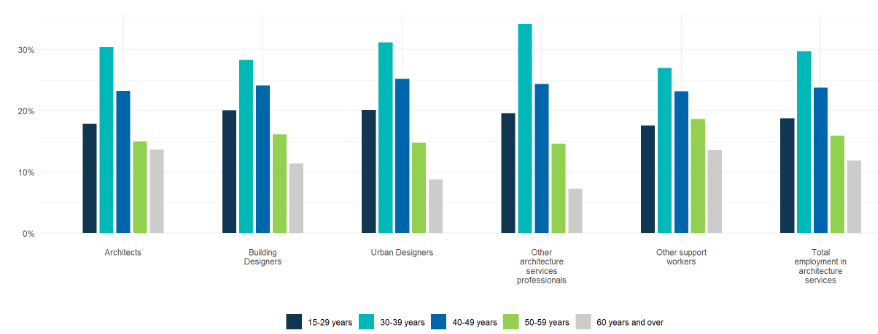 30%
20%
10%
0%
Architects
Building
Designers
Urban Designers
Other
architecture
services
professionals
Other support
workers
Total
employment in
architecture
services
15-29 years
30-39 years
40-49 years
50-59 years
60 years and over